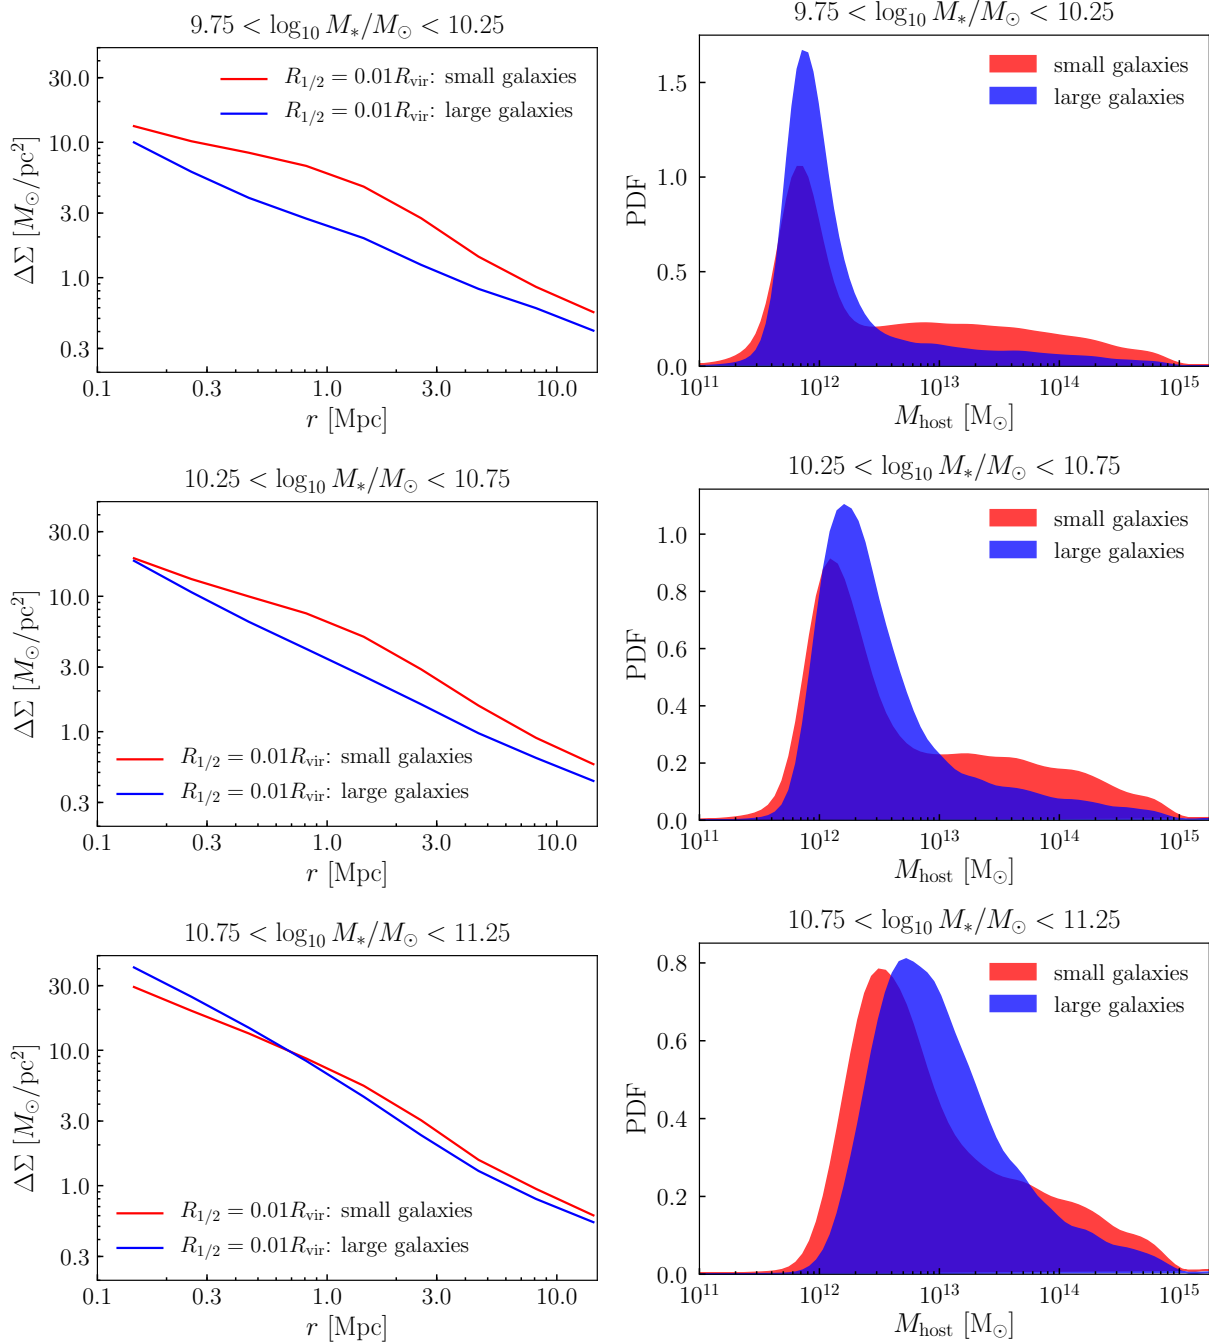 9.75 < log₁₀ M*/M⊙ < 10.25
30.0
10.0
3.0
1.0
0.3
ΔΣ [M⊙/pc²]
R₁/₂ = 0.01Rvir: small galaxies
R₁/₂ = 0.01Rvir: large galaxies
0.1 0.3 1.0 3.0 10.0
r [Mpc]
9.75 < log₁₀ M*/M⊙ < 10.25
1.5
1.0
0.5
0.0
PDF
small galaxies
large galaxies
10¹¹ 10¹² 10¹³ 10¹⁴ 10¹⁵
Mhost [M⊙]
10.25 < log₁₀ M*/M⊙ < 10.75
30.0
10.0
3.0
1.0
0.3
ΔΣ [M⊙/pc²]
R₁/₂ = 0.01Rvir: small galaxies
R₁/₂ = 0.01Rvir: large galaxies
0.1 0.3 1.0 3.0 10.0
r [Mpc]
10.25 < log₁₀ M*/M⊙ < 10.75
1.0
0.8
0.6
0.4
0.2
0.0
PDF
small galaxies
large galaxies
10¹¹ 10¹² 10¹³ 10¹⁴ 10¹⁵
Mhost [M⊙]
10.75 < log₁₀ M*/M⊙ < 11.25
30.0
10.0
3.0
1.0
0.3
ΔΣ [M⊙/pc²]
R₁/₂ = 0.01Rvir: small galaxies
R₁/₂ = 0.01Rvir: large galaxies
0.1 0.3 1.0 3.0 10.0
r [Mpc]
10.75 < log₁₀ M*/M⊙ < 11.25
0.8
0.6
0.4
0.2
0.0
PDF
small galaxies
large galaxies
10¹¹ 10¹² 10¹³ 10¹⁴ 10¹⁵
Mhost [M⊙]